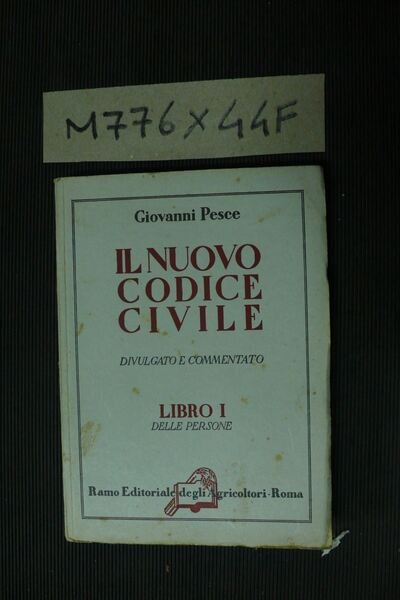 M776X44F
Giovanni Pesce
IL NUOVO
CODICE
CIVILE
DIVULGATO E COMMENTATO
LIBRO I
DELLE PERSONE
Ramo Editoriale degli Agricoltori-Roma